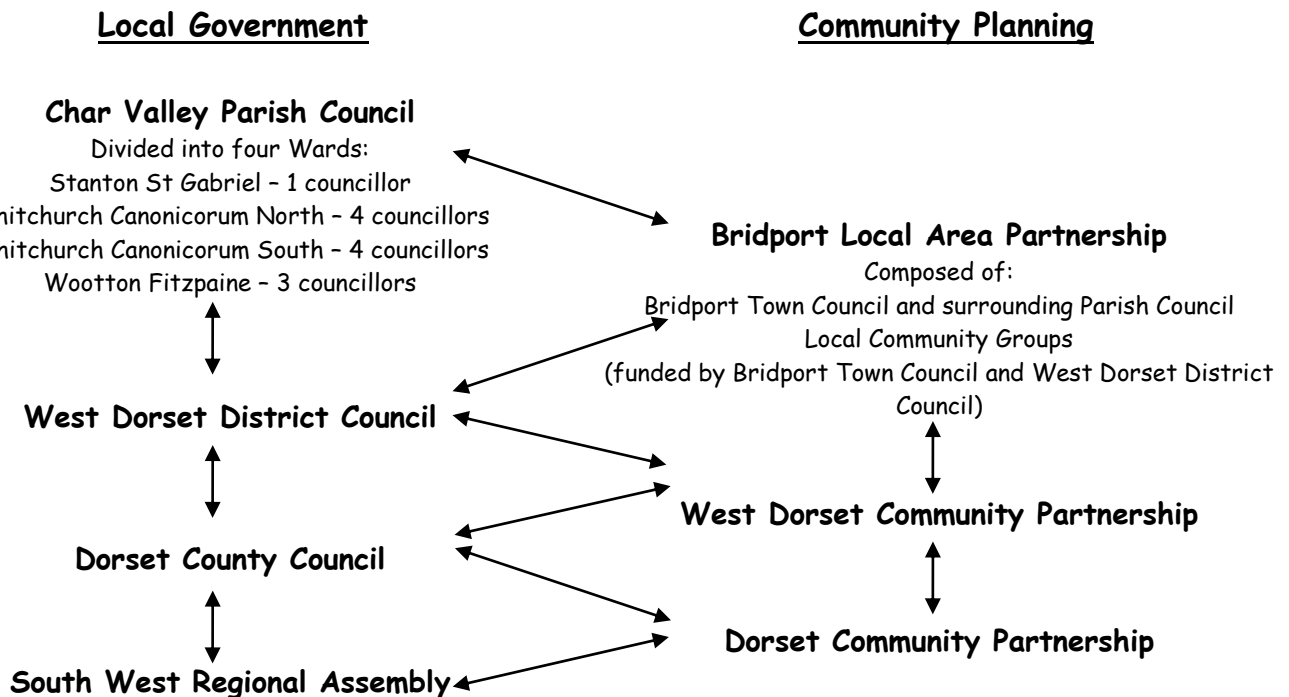 Local Government
Char Valley Parish Council
Divided into four Wards:
Stanton St Gabriel – 1 councillor
hitchurch Canonicorum North – 4 councillors
hitchurch Canonicorum South – 4 councillors
Wootton Fitzpaine – 3 councillors
West Dorset District Council
Dorset County Council
South West Regional Assembly
Community Planning
Bridport Local Area Partnership
Composed of:
Bridport Town Council and surrounding Parish Council
Local Community Groups
(funded by Bridport Town Council and West Dorset District
Council)
West Dorset Community Partnership
Dorset Community Partnership